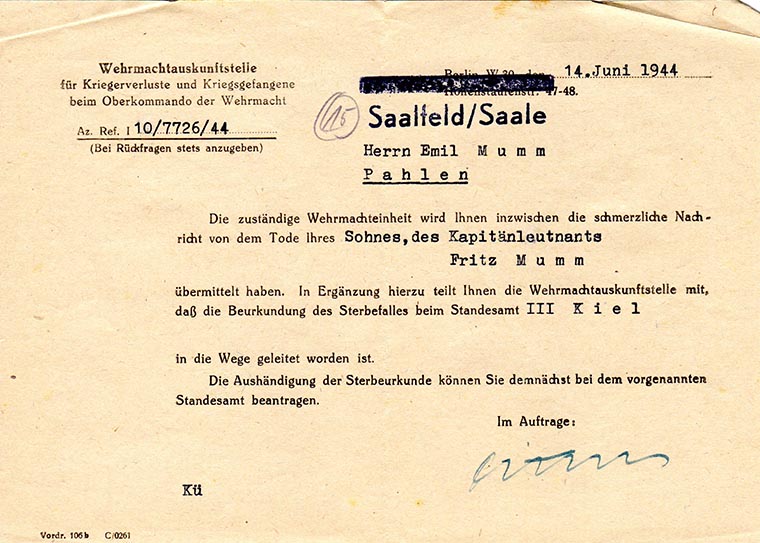 Wehrmachtauskunftstelle
für Kriegerverluste und Kriegsgefangene
beim Oberkommando der Wehrmacht
Az. Ref. I 10/7726/44
(Bei Rückfragen stets anzugeben)
Berlin W 30, den 14.Juni 1944
Hohenstaufenstr. 47-48.
15
Saalfeld/Saale
Herrn Emil M u m m
P a h l e n
Die zuständige Wehrmachteinheit wird Ihnen inzwischen die schmerzliche Nach-
richt von dem Tode Ihres Sohnes, des Kapitänleutnants
Fritz M u m m
übermittelt haben. In Ergänzung hierzu teilt Ihnen die Wehrmachtauskunftstelle mit,
daß die Beurkundung des Sterbefalles beim Standesamt III K i e l
in die Wege geleitet worden ist.
Die Aushändigung der Sterbeurkunde können Sie demnächst bei dem vorgenannten
Standesamt beantragen.
Im Auftrage:
Kü
Vordr. 106b C/0261